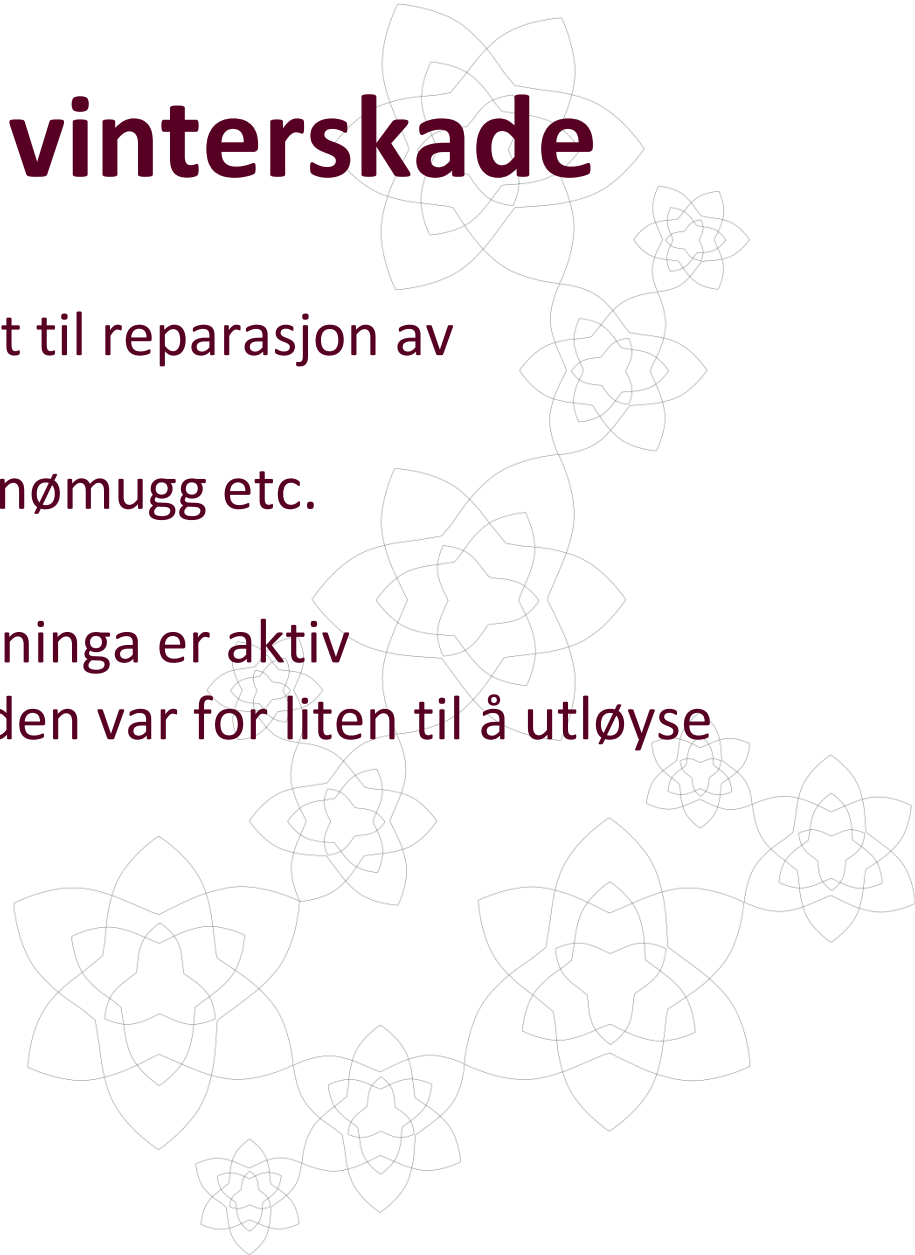 vinterskade
t til reparasjon av
nømugg etc.
ninga er aktiv
den var for liten til å utløyse